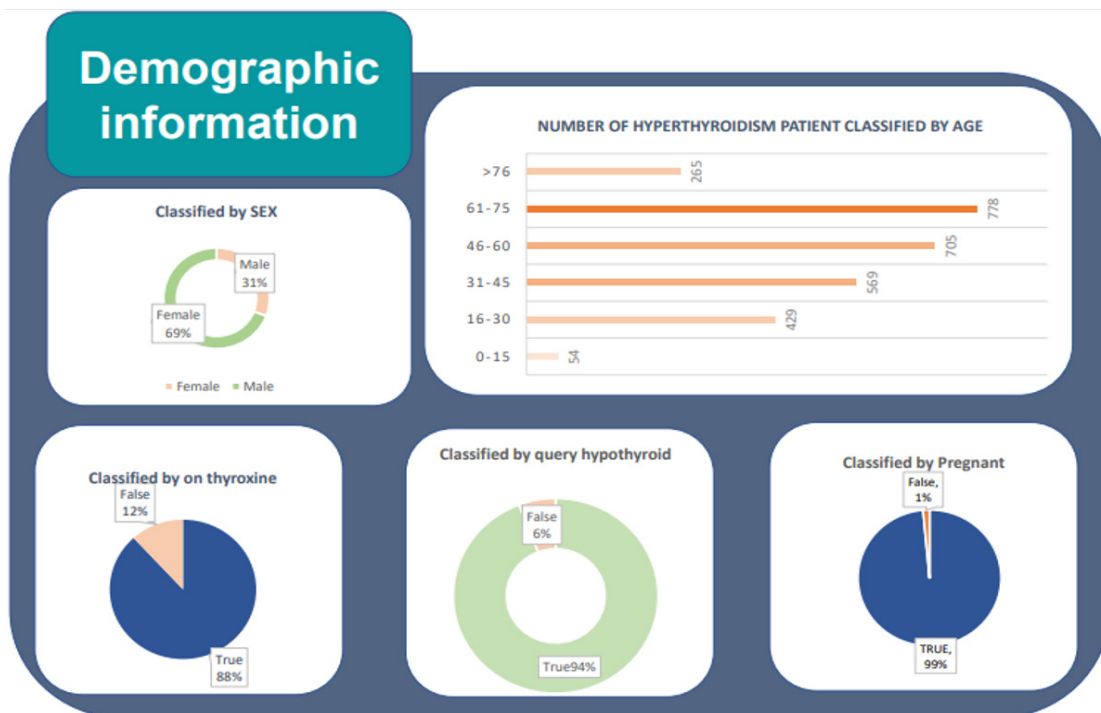 Demographic
information
NUMBER OF HYPERTHYROIDISM PATIENT CLASSIFIED BY AGE
>76
265
61-75
778
46-60
705
31-45
569
16-30
429
0-15
54
Classified by SEX
Male
31%
Female
69%
Female Male
Classified by on thyroxine
False
12%
True
88%
Classified by query hypothyroid
False
6%
True94%
Classified by Pregnant
False,
1%
TRUE,
99%